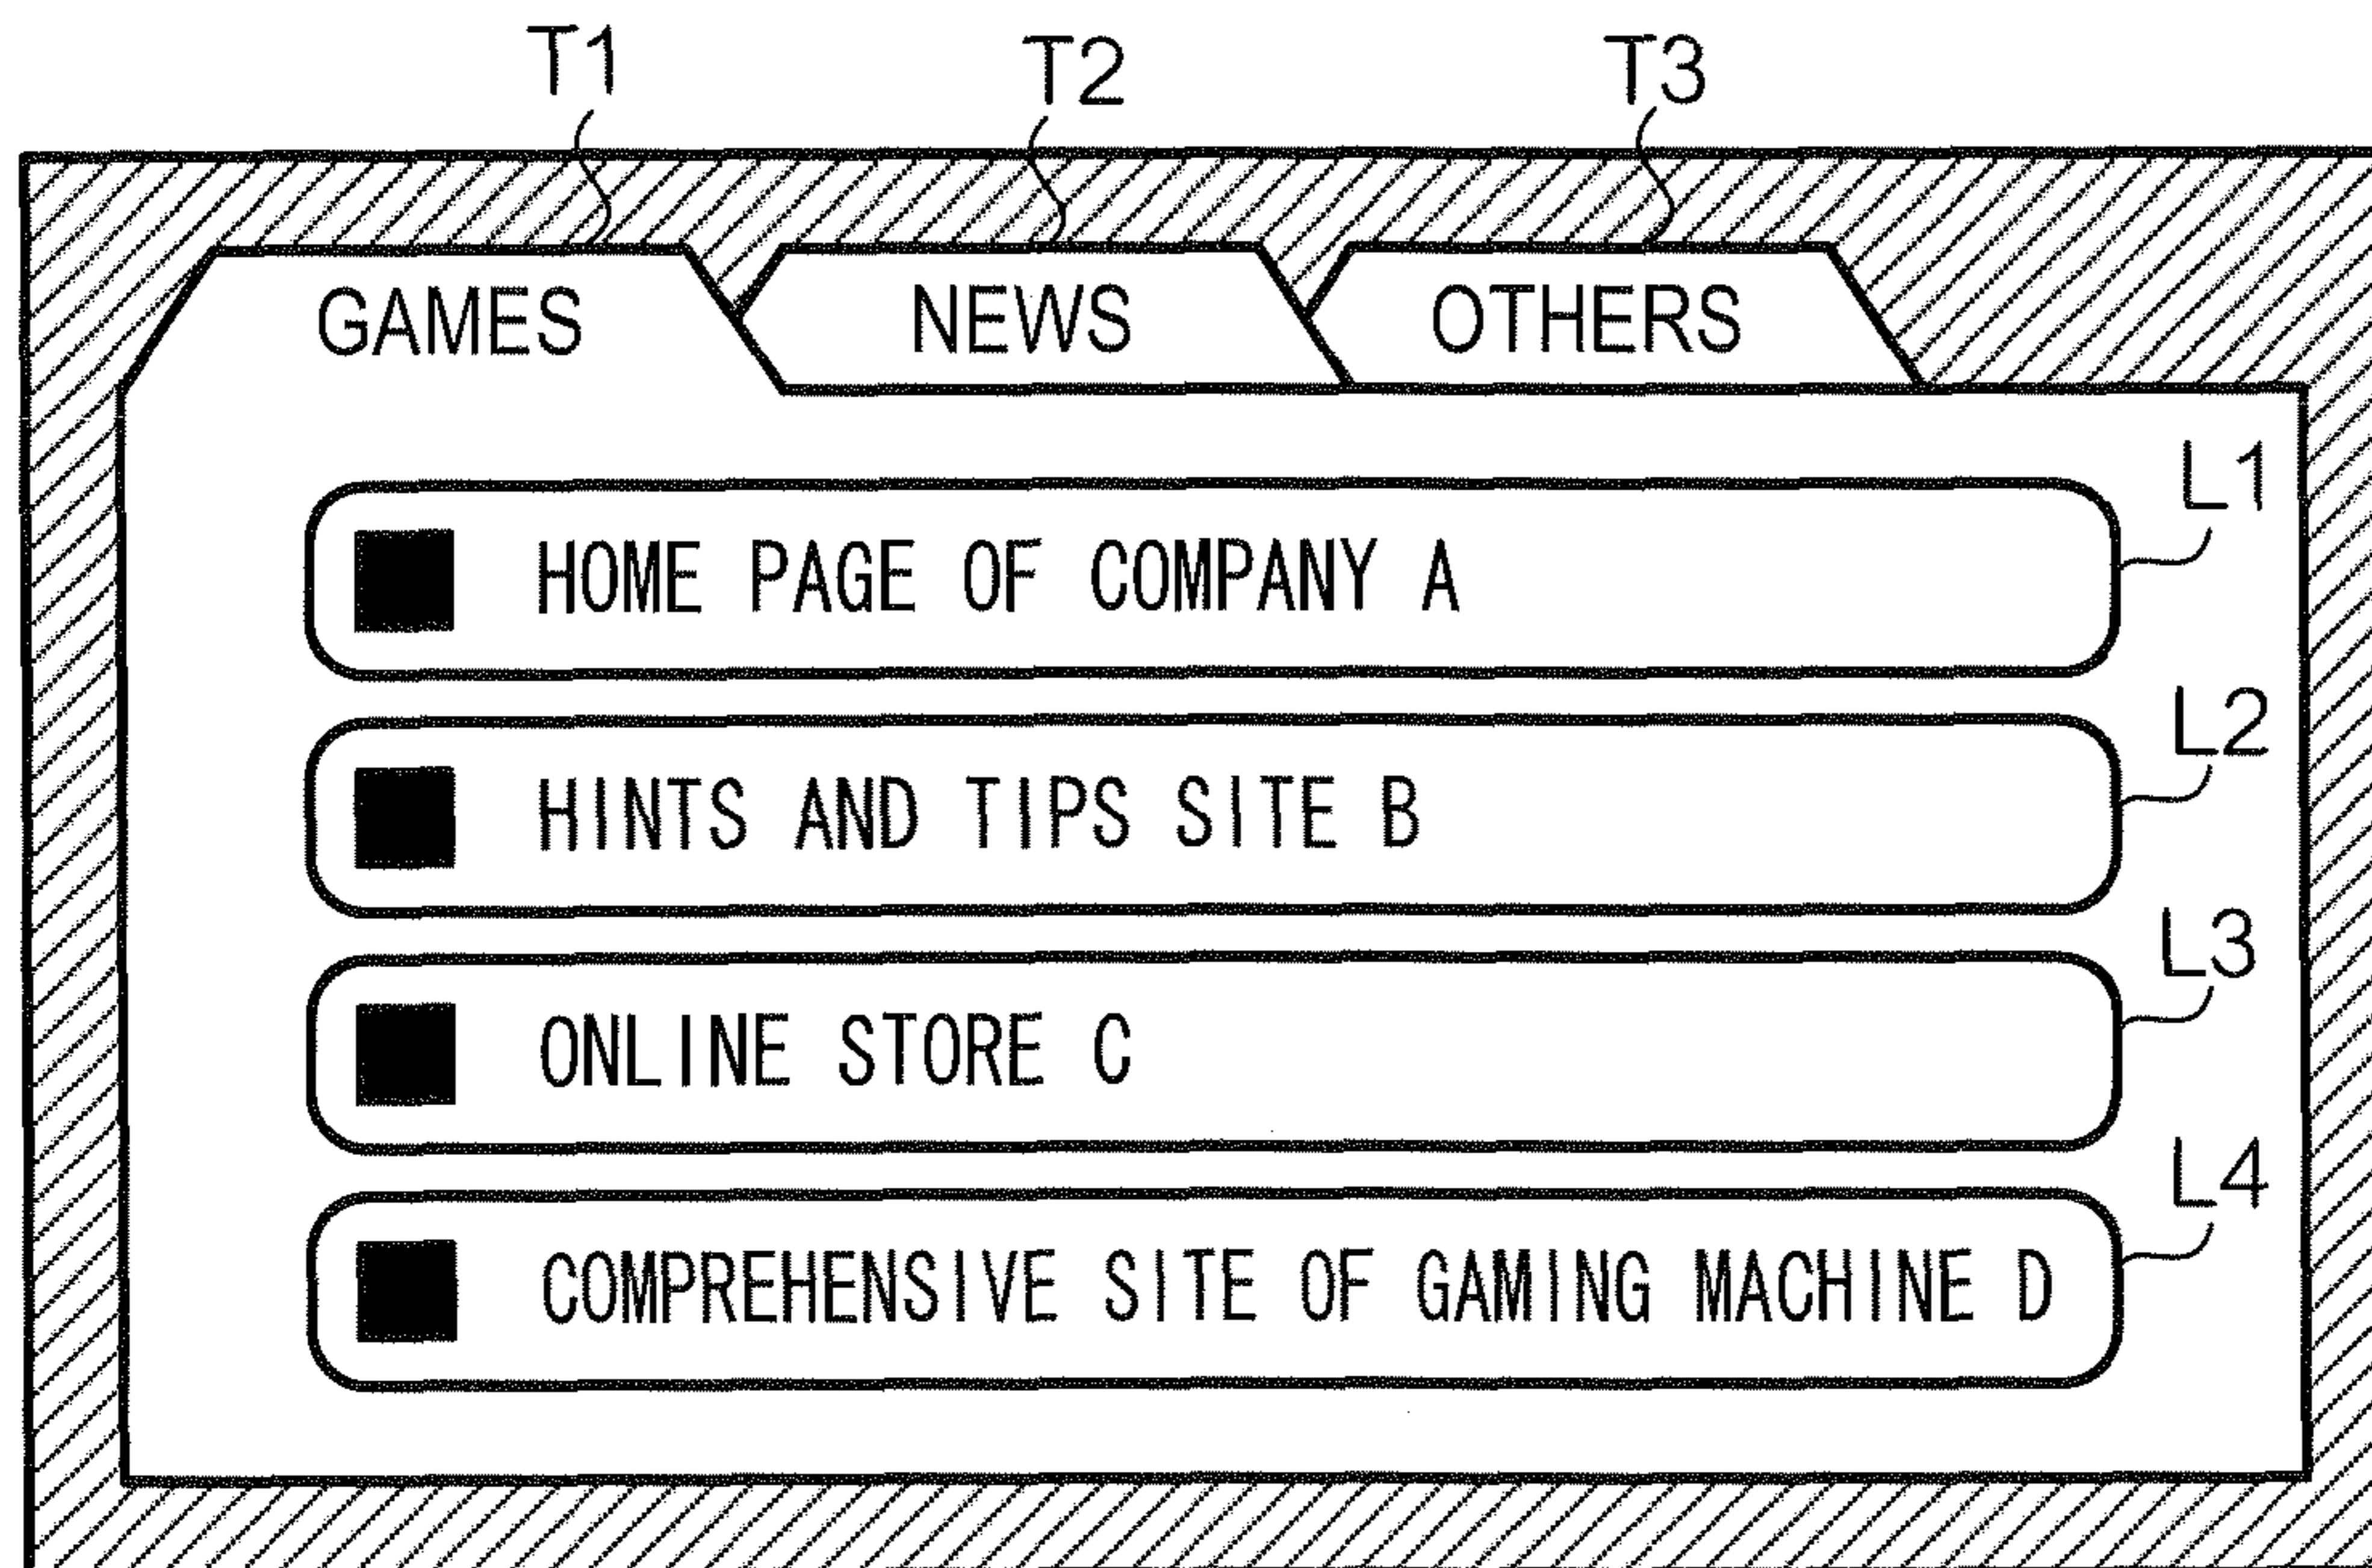 T1 T2 T3
GAMES NEWS OTHERS
L1
HOME PAGE OF COMPANY A
L2
HINTS AND TIPS SITE B
L3
ONLINE STORE C
L4
COMPREHENSIVE SITE OF GAMING MACHINE D